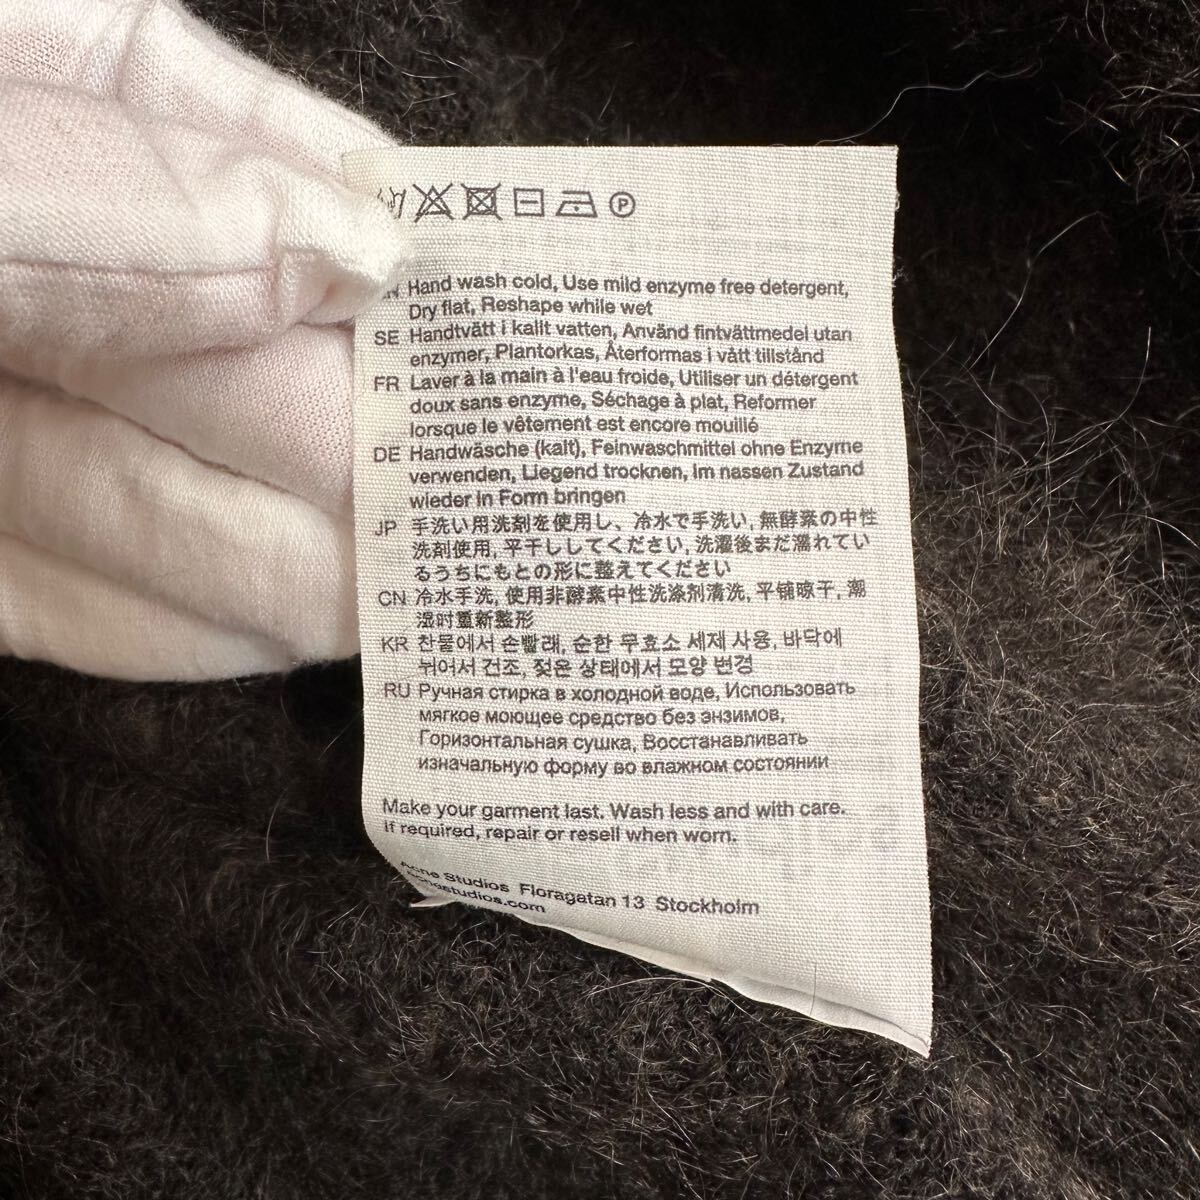 Hand wash cold, Use mild enzyme free detergent,
Dry flat, Reshape while wet
SE Handtvätt i kallt vatten, Använd fintvättmedel utan
enzymer, Plantorkas, Återformas i vått tillstånd
FR Laver à la main à l'eau froide, Utiliser un détergent
doux sans enzyme, Séchage à plat, Reformer
lorsque le vêtement est encore mouillé
DE Handwäsche (kalt), Feinwaschmittel ohne Enzyme
verwenden, Liegend trocknen, Im nassen Zustand
wieder in Form bringen
JP 手洗い用洗剤を使用し、冷水で手洗い, 無酵素の中性
洗剤使用, 平干ししてください, 洗濯後まだ濡れてい
るうちにもとの形に整えてください
CN 冷水手洗, 使用非酵素中性洗涤剂清洗, 平铺晾干, 潮
湿时重新整形
KR 찬물에서 손빨래, 순한 무효소 세제 사용, 바닥에
뉘어서 건조, 젖은 상태에서 모양 변경
RU Ручная стирка в холодной воде, Использовать
мягкое моющее средство без энзимов,
Горизонтальная сушка, Восстанавливать
изначальную форму во влажном состоянии
Make your garment last. Wash less and with care.
If required, repair or resell when worn.
Acne Studios Floragatan 13 Stockholm
acnestudios.com